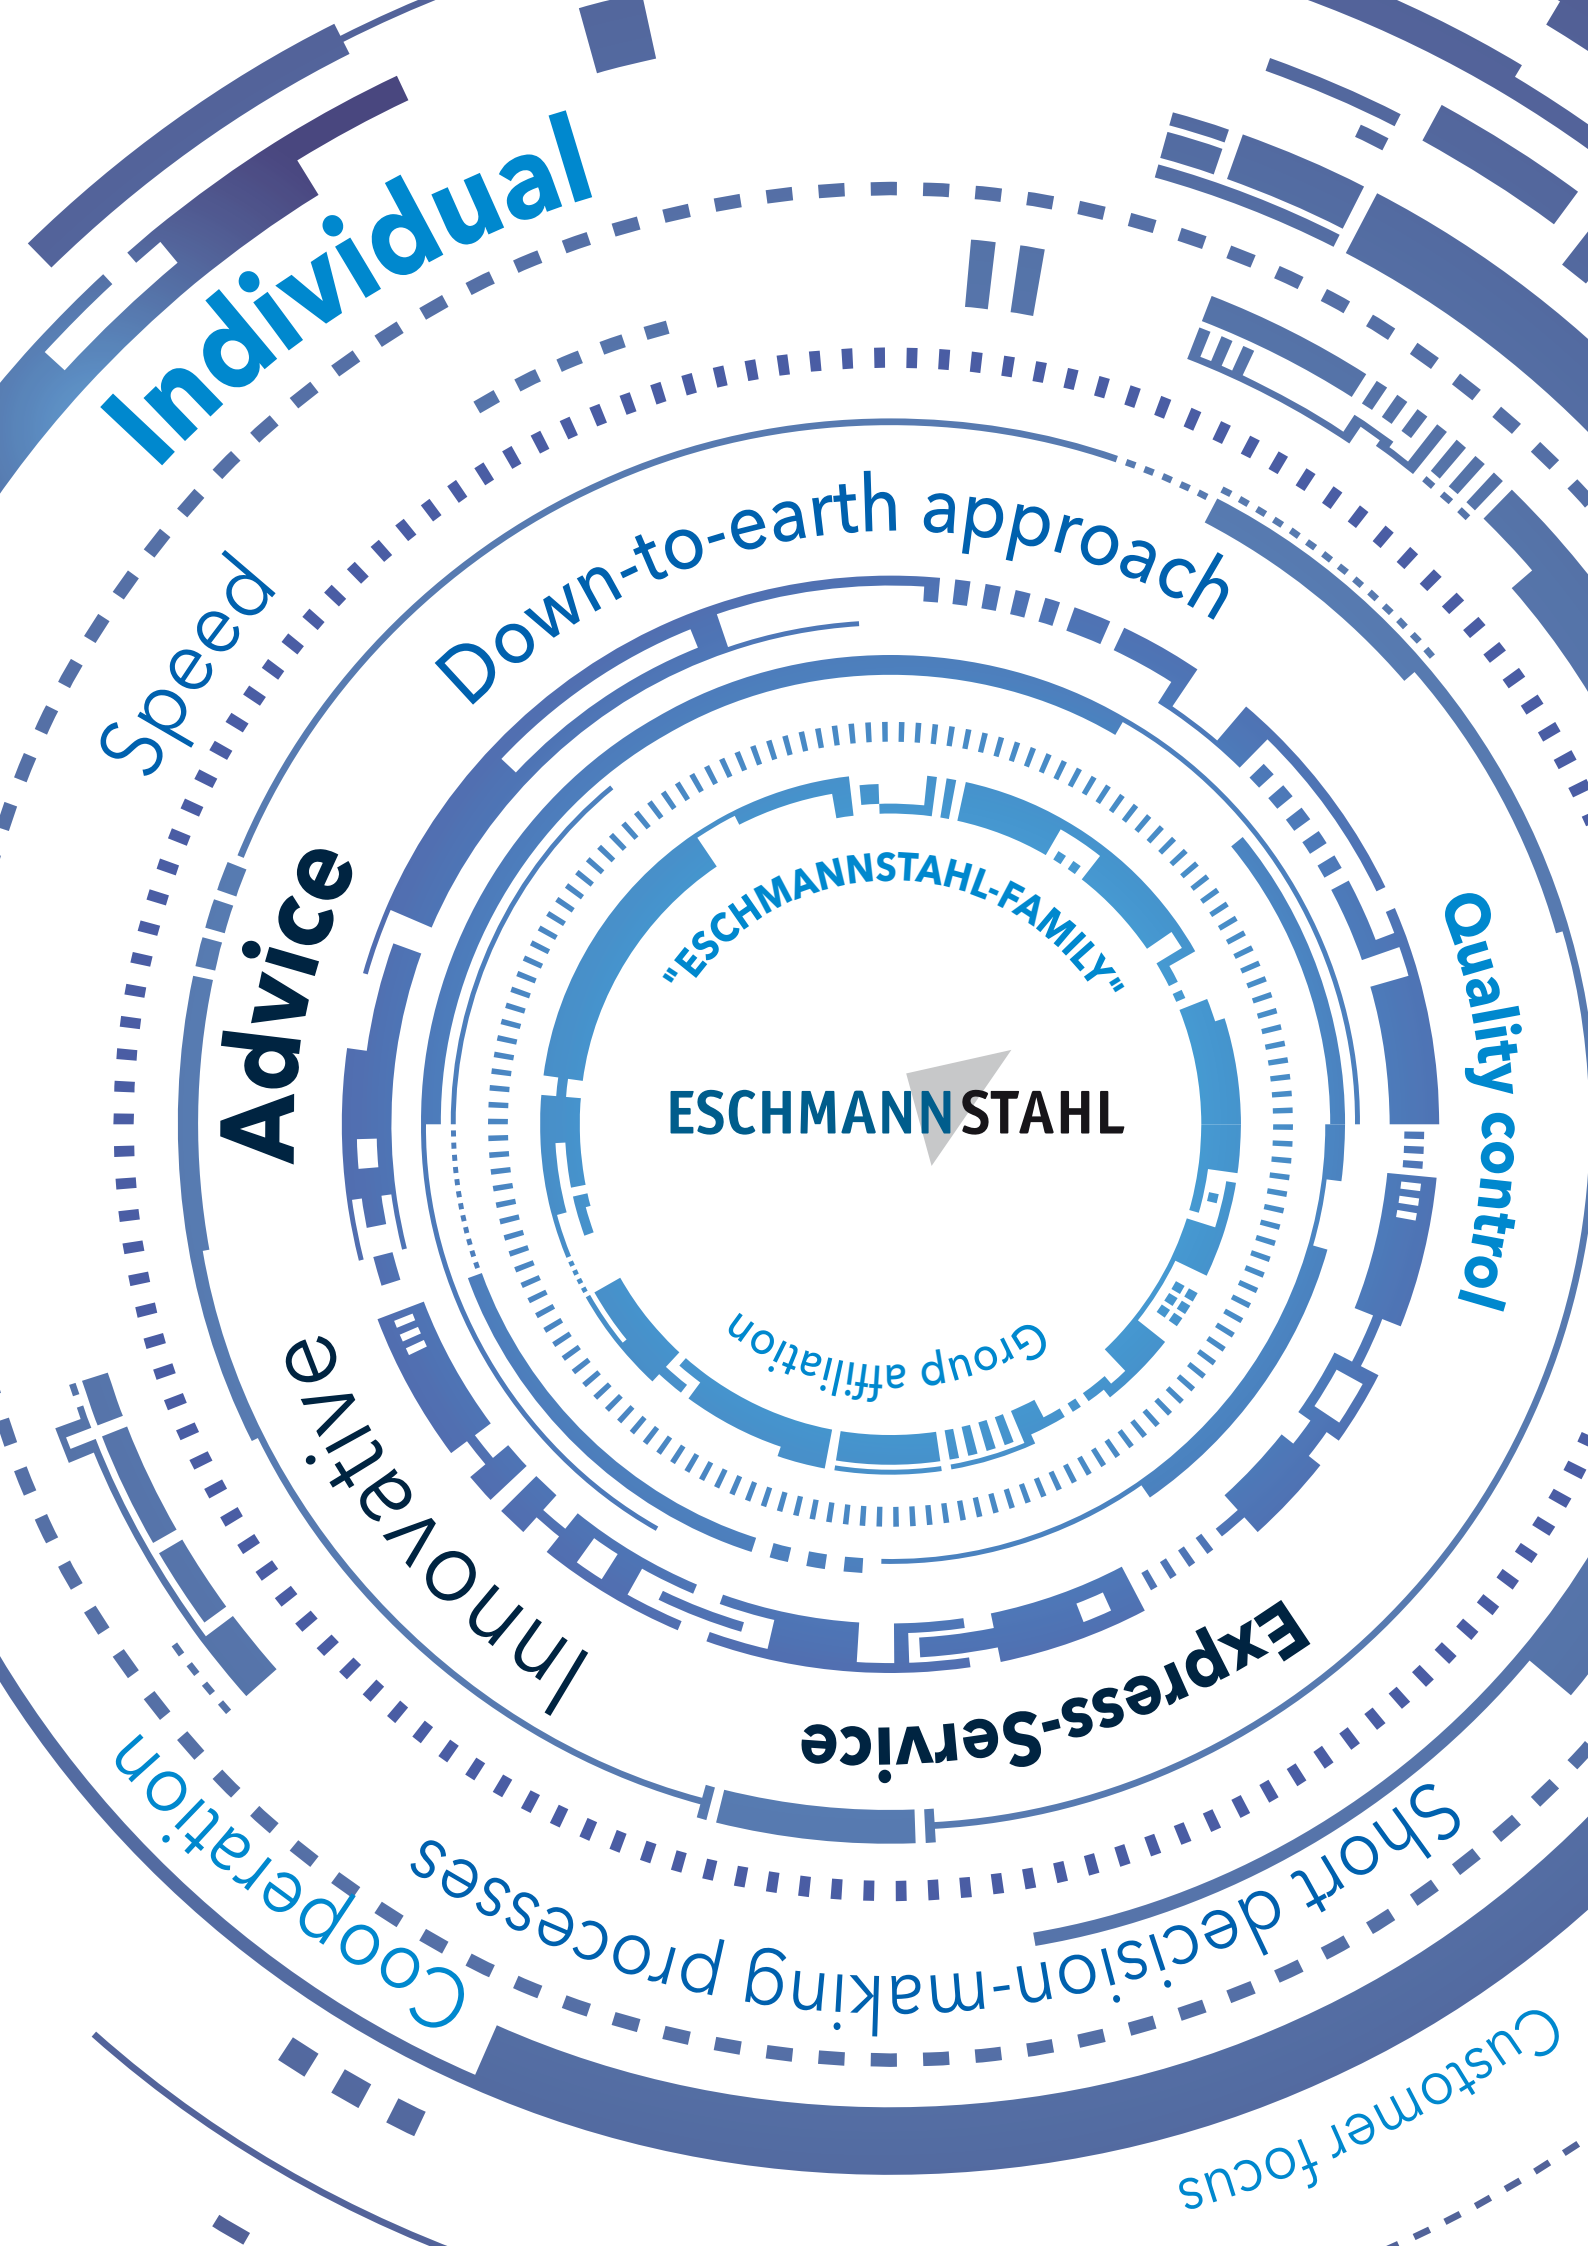 Individual
Speed
Down-to-earth approach
Advice
"ESCHMANNSTAHL-FAMILY"
Quality control
ESCHMANNSTAHL
Group affiliation
Innovative
Express-Service
Cooperation
Short decision-making processes
Customer focus